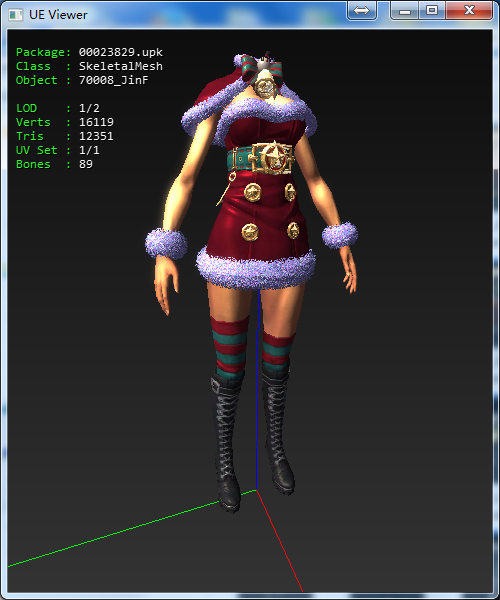 UE Viewer
Package: 00023829.upk
Class  : SkeletalMesh
Object : 70008_JinF
LOD    : 1/2
Verts  : 16119
Tris   : 12351
UV Set : 1/1
Bones  : 89